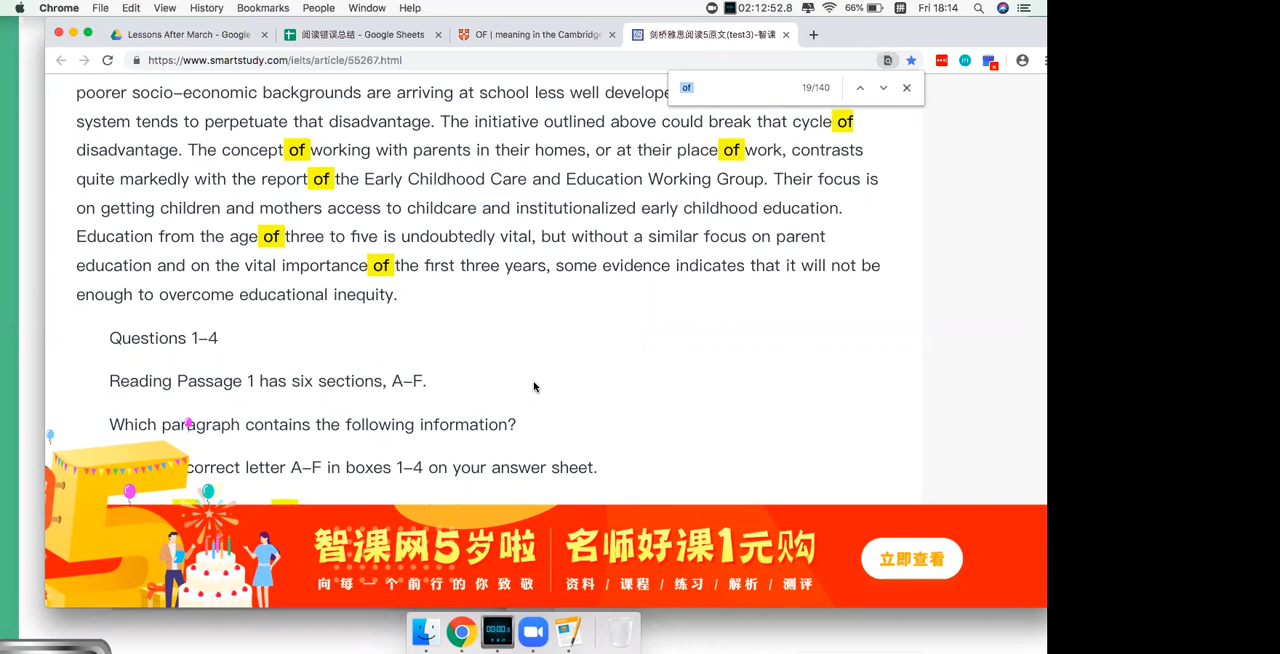 Chrome File Edit View History Bookmarks People Window Help 02:12:52.8 66% Fri 18:14
Lessons After March - Google 阅读错误总结 - Google Sheets OF | meaning in the Cambridge 剑桥雅思阅读5原文(test3)-智课
https://www.smartstudy.com/ielts/article/55267.html
of 19/140
poorer socio-economic backgrounds are arriving at school less well develope
system tends to perpetuate that disadvantage. The initiative outlined above could break that cycle of
disadvantage. The concept of working with parents in their homes, or at their place of work, contrasts
quite markedly with the report of the Early Childhood Care and Education Working Group. Their focus is
on getting children and mothers access to childcare and institutionalized early childhood education.
Education from the age of three to five is undoubtedly vital, but without a similar focus on parent
education and on the vital importance of the first three years, some evidence indicates that it will not be
enough to overcome educational inequity.
Questions 1–4
Reading Passage 1 has six sections, A–F.
Which paragraph contains the following information?
correct letter A–F in boxes 1–4 on your answer sheet.
智课网5岁啦 名师好课1元购
向每一个前行的你致敬 资料 / 课程 / 练习 / 解析 / 测评
立即查看